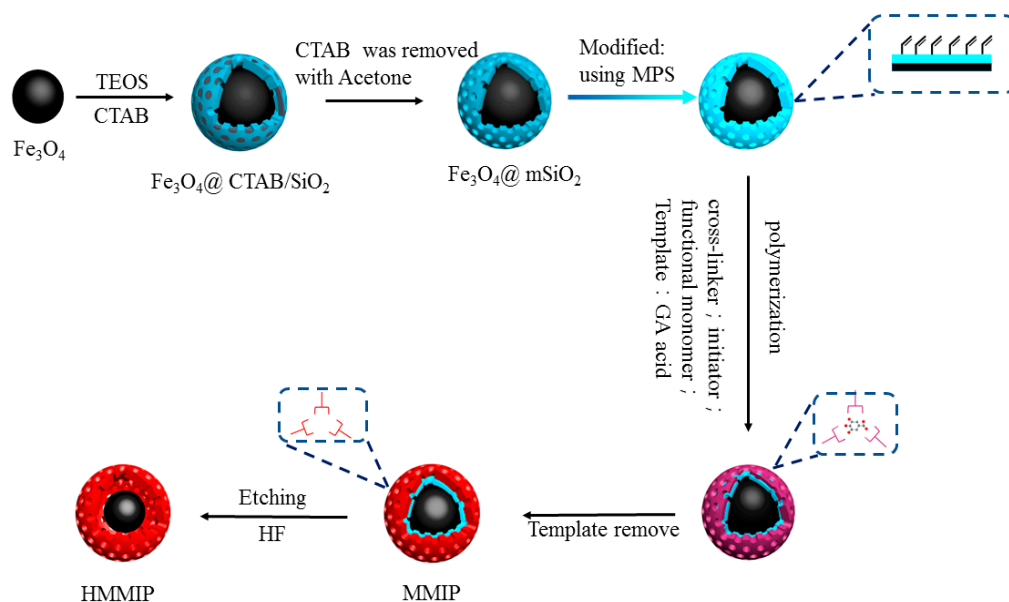 TEOS
CTAB
Fe₃O₄
Fe₃O₄@ CTAB/SiO₂
CTAB was removed
with Acetone
Fe₃O₄@ mSiO₂
Modified:
using MPS
polymerization
cross-linker；initiator；
functional monomer；
Template：GA acid
Template remove
MMIP
Etching
HF
HMMIP